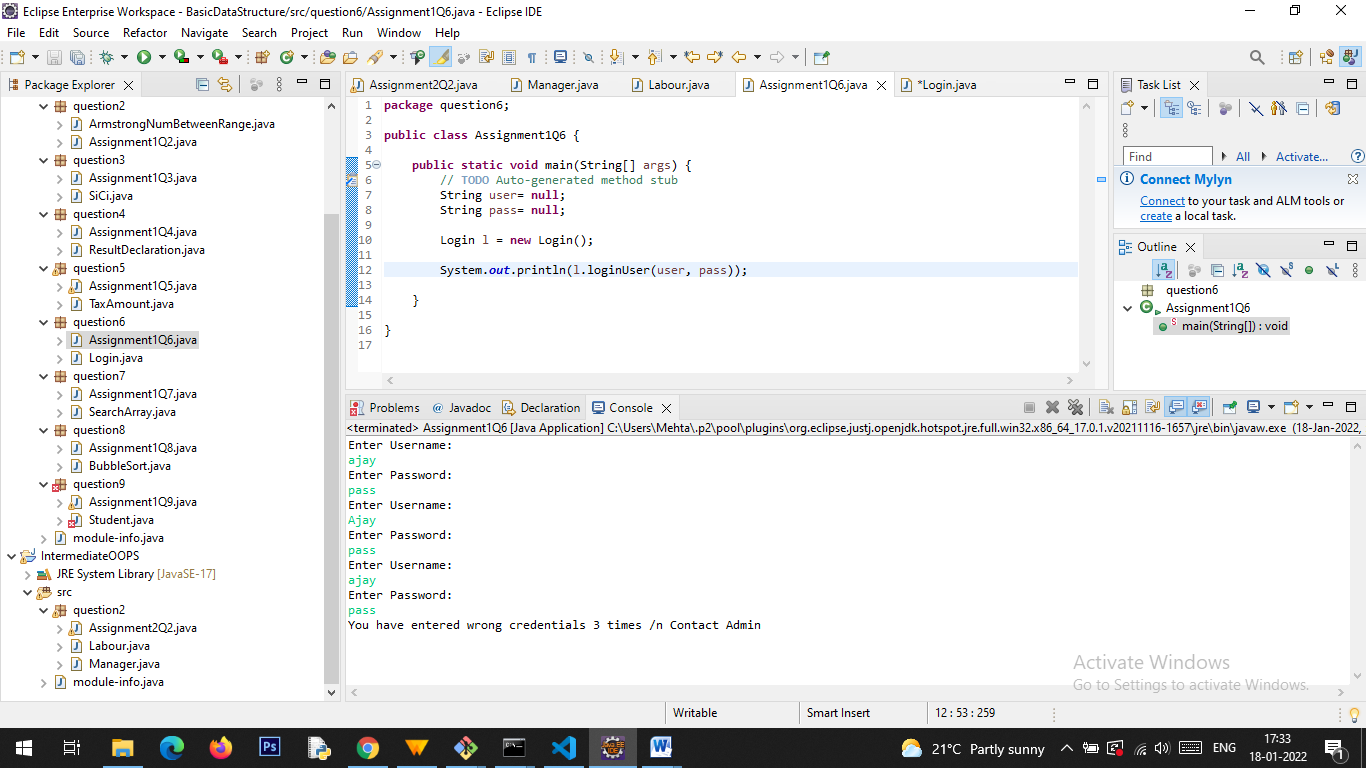 Eclipse Enterprise Workspace - BasicDataStructure/src/question6/Assignment1Q6.java - Eclipse IDE
File Edit Source Refactor Navigate Search Project Run Window Help
Package Explorer
question2
ArmstrongNumBetweenRange.java
Assignment1Q2.java
question3
Assignment1Q3.java
SiCi.java
question4
Assignment1Q4.java
ResultDeclaration.java
question5
Assignment1Q5.java
TaxAmount.java
question6
Assignment1Q6.java
Login.java
question7
Assignment1Q7.java
SearchArray.java
question8
Assignment1Q8.java
BubbleSort.java
question9
Assignment1Q9.java
Student.java
module-info.java
IntermediateOOPS
JRE System Library [JavaSE-17]
src
question2
Assignment2Q2.java
Labour.java
Manager.java
module-info.java
Assignment2Q2.java Manager.java Labour.java Assignment1Q6.java *Login.java
1 package question6;
2
3 public class Assignment1Q6 {
4
5 public static void main(String[] args) {
6 // TODO Auto-generated method stub
7 String user= null;
8 String pass= null;
9
10 Login l = new Login();
11
12 System.out.println(l.loginUser(user, pass));
13
14 }
15
16 }
17
Task List
Find All Activate...
Connect Mylyn
Connect to your task and ALM tools or
create a local task.
Outline
question6
Assignment1Q6
main(String[]) : void
Problems Javadoc Declaration Console
<terminated> Assignment1Q6 [Java Application] C:\Users\Mehta\.p2\pool\plugins\org.eclipse.justj.openjdk.hotspot.jre.full.win32.x86_64_17.0.1.v20211116-1657\jre\bin\javaw.exe (18-Jan-2022,
Enter Username:
ajay
Enter Password:
pass
Enter Username:
Ajay
Enter Password:
pass
Enter Username:
ajay
Enter Password:
pass
You have entered wrong credentials 3 times /n Contact Admin
Activate Windows
Go to Settings to activate Windows.
Writable Smart Insert 12 : 53 : 259
Ps
21°C Partly sunny ENG 17:33
18-01-2022
1